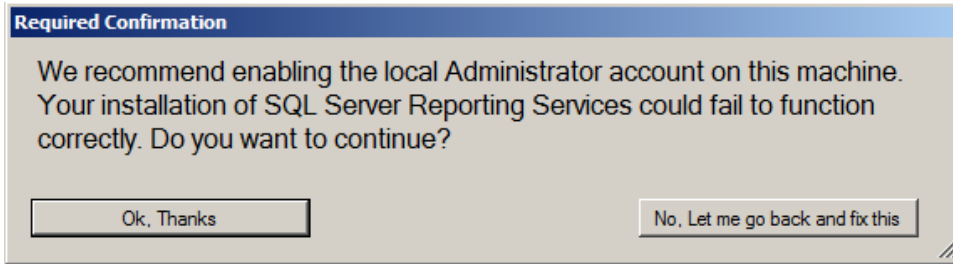 Required Confirmation
We recommend enabling the local Administrator account on this machine.
Your installation of SQL Server Reporting Services could fail to function
correctly. Do you want to continue?
Ok, Thanks
No, Let me go back and fix this